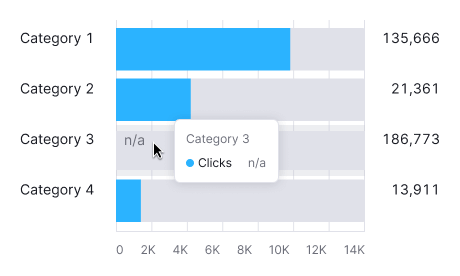 Category 1 135,666
Category 2 21,361
Category 3 n/a 186,773
Category 3
Clicks n/a
Category 4 13,911
0 2K 4K 6K 8K 10K 12K 14K